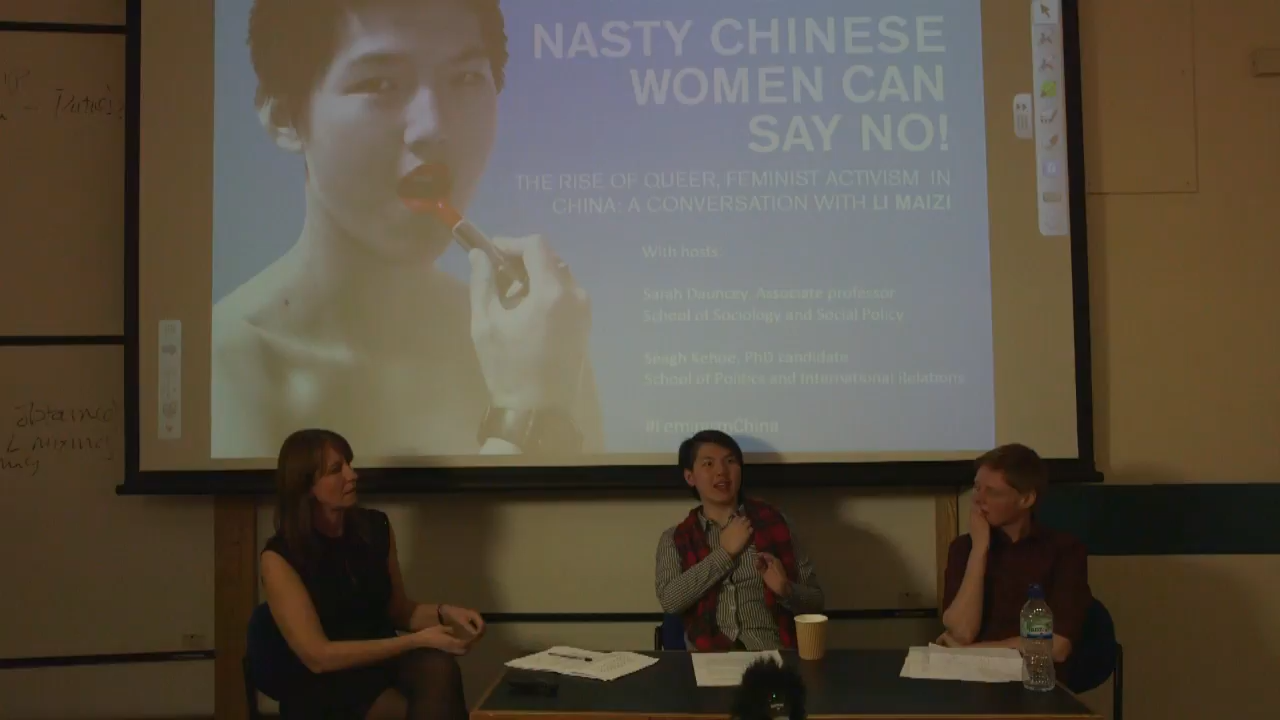 NASTY CHINESE
WOMEN CAN
SAY NO!
THE RISE OF QUEER, FEMINIST ACTIVISM IN
CHINA: A CONVERSATION WITH LI MAIZI
With hosts:
Sarah Dauncey, Associate professor
School of Sociology and Social Policy
Seagh Kehoe, PhD candidate
School of Politics and International Relations
#FeminismChina